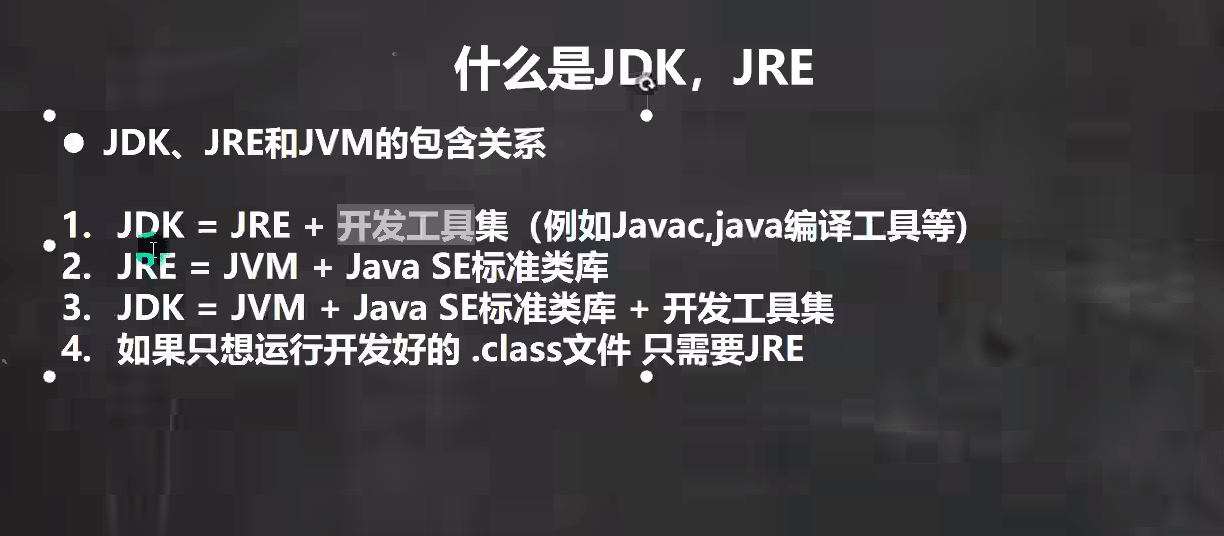 什么是JDK，JRE
● JDK、JRE和JVM的包含关系
1. JDK = JRE + 开发工具集（例如Javac,java编译工具等)
2. JRE = JVM + Java SE标准类库
3. JDK = JVM + Java SE标准类库 + 开发工具集
4. 如果只想运行开发好的 .class文件 只需要JRE